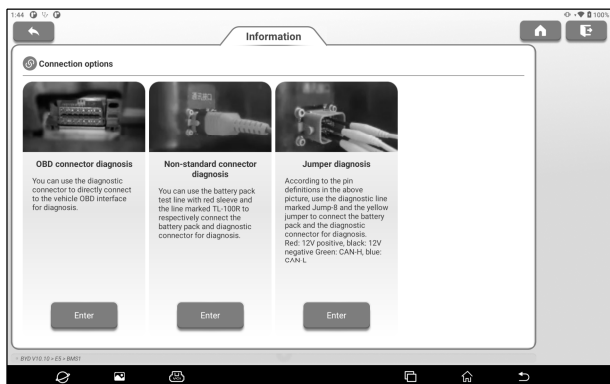 1:44
100%
Information
Connection options
通讯接口
OBD connector diagnosis
You can use the diagnostic
connector to directly connect
to the vehicle OBD interface
for diagnosis.
Enter
Non-standard connector
diagnosis
You can use the battery pack
test line with red sleeve and
the line marked TL-100R to
respectively connect the
battery pack and diagnostic
connector for diagnosis.
Enter
Jumper diagnosis
According to the pin
definitions in the above
picture, use the diagnostic line
marked Jump-8 and the yellow
jumper to connect the battery
pack and the diagnostic
connector for diagnosis.
Red: 12V positive, black: 12V
negative Green: CAN-H, blue:
CAN-L
Enter
BYD V10.10 > E5 > BMS1